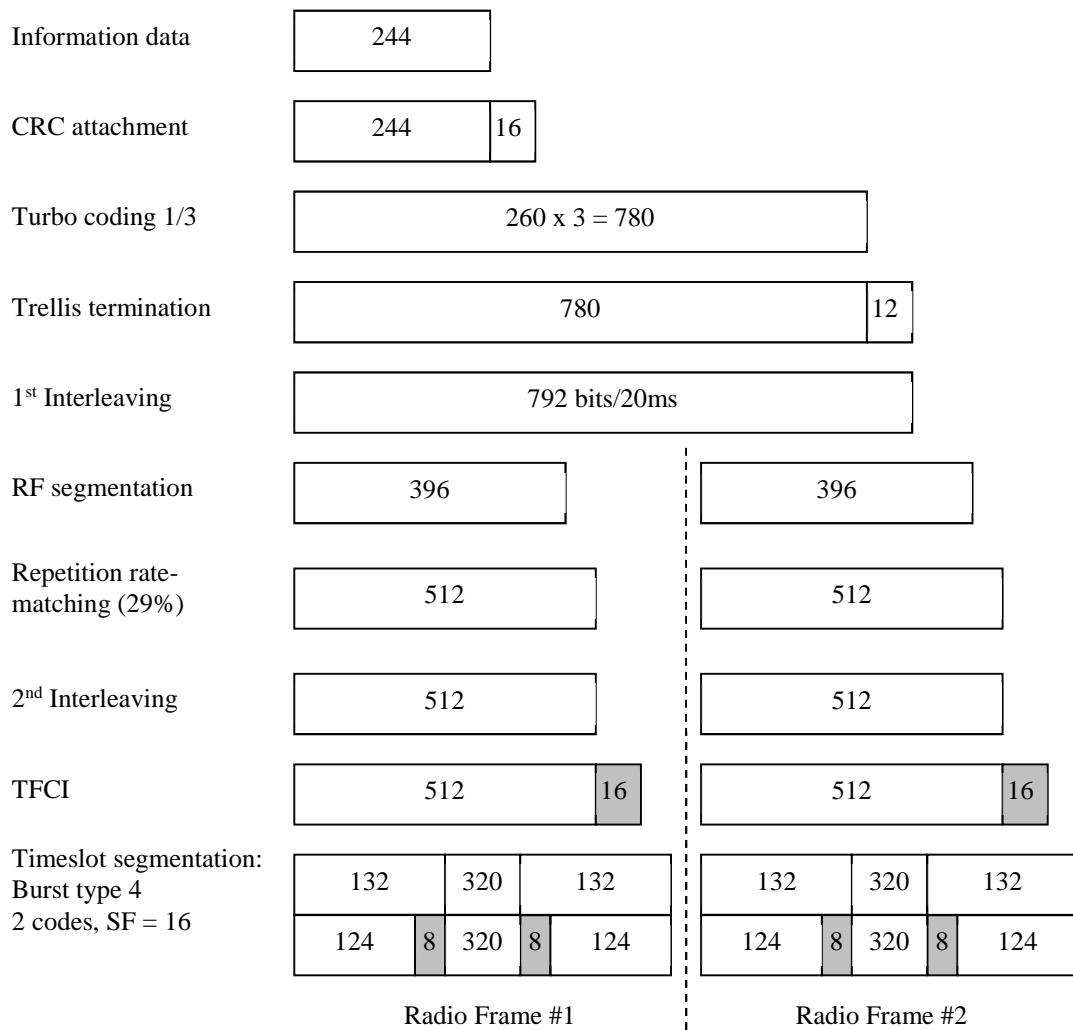 Information data
244
CRC attachment
244 16
Turbo coding 1/3
260 x 3 = 780
Trellis termination
780 12
1st Interleaving
792 bits/20ms
RF segmentation
396 396
Repetition rate-
matching (29%)
512 512
2nd Interleaving
512 512
TFCI
512 16 512 16
Timeslot segmentation:
Burst type 4
2 codes, SF = 16
132 320 132 132 320 132
124 8 320 8 124 124 8 320 8 124
Radio Frame #1 Radio Frame #2